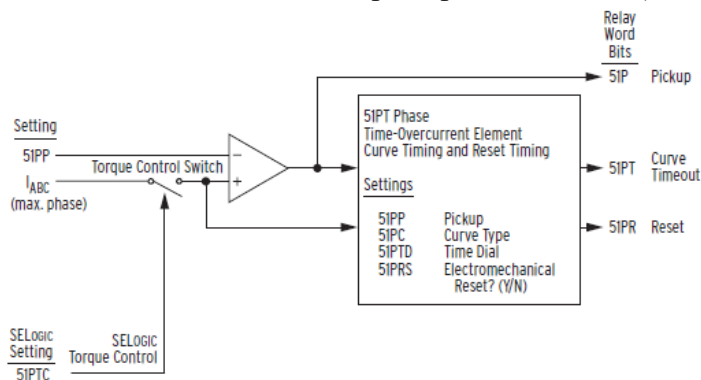 Relay
Word
Bits
51P Pickup
Setting
51PP
IABC
(max. phase)
Torque Control Switch
−
+
51PT Phase
Time-Overcurrent Element
Curve Timing and Reset Timing
Settings
51PP Pickup
51PC Curve Type
51PTD Time Dial
51PRS Electromechanical
Reset? (Y/N)
51PT Curve
Timeout
51PR Reset
SELOGIC
Setting
51PTC
SELOGIC
Torque Control